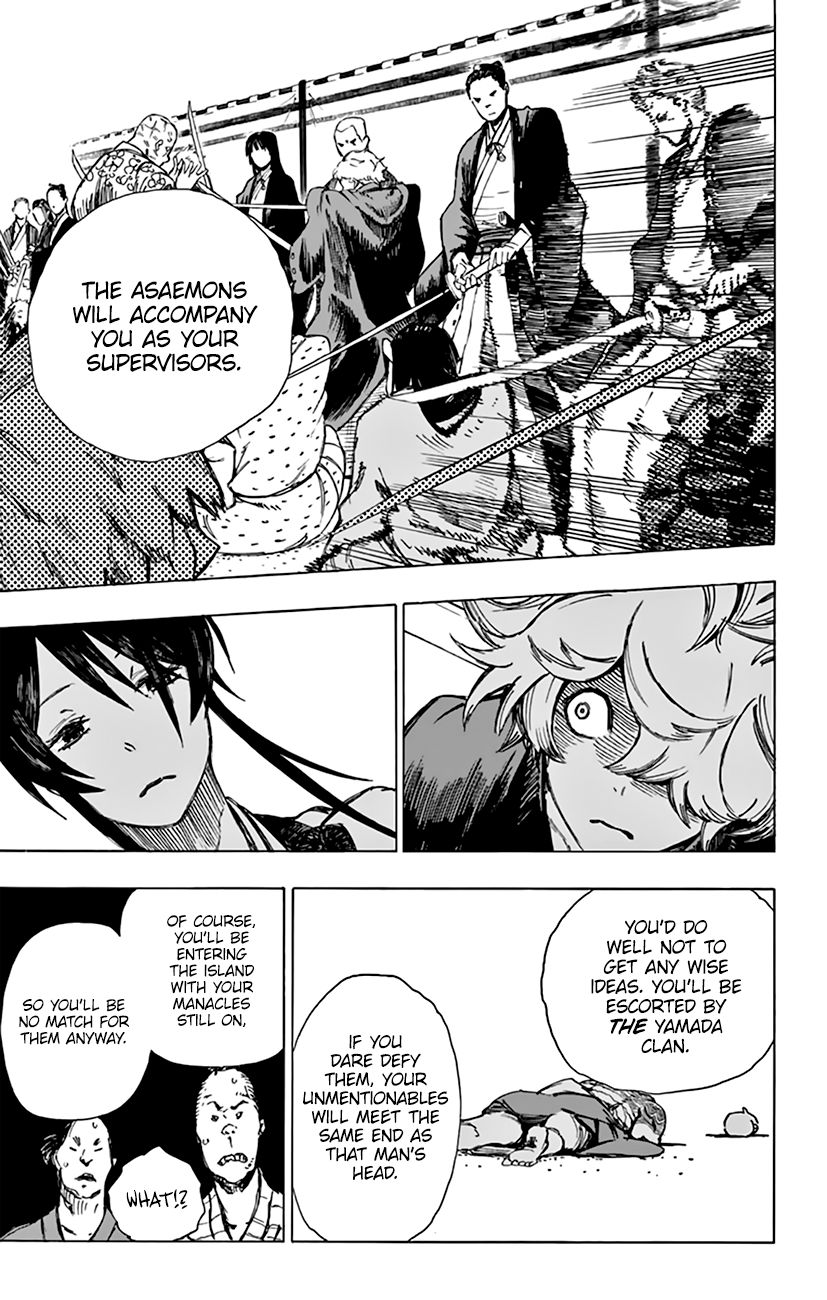 THE ASAEMONS
WILL ACCOMPANY
YOU AS YOUR
SUPERVISORS.
YOU'D DO
WELL NOT TO
GET ANY WISE
IDEAS. YOU'LL BE
ESCORTED BY
THE YAMADA
CLAN.
IF YOU
DARE DEFY
THEM, YOUR
UNMENTIONABLES
WILL MEET THE
SAME END AS
THAT MAN'S
HEAD.
OF COURSE,
YOU'LL BE
ENTERING
THE ISLAND
WITH YOUR
MANACLES
STILL ON,
SO YOU'LL BE
NO MATCH FOR
THEM ANYWAY.
WHAT!?